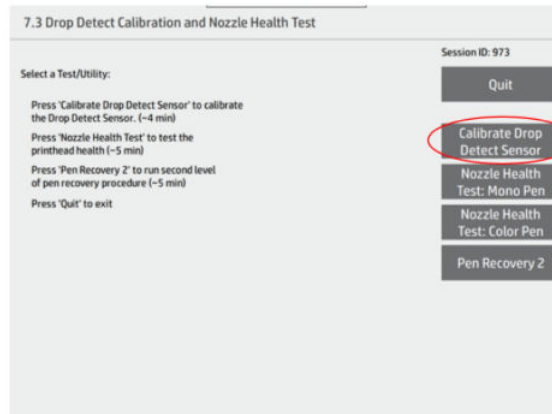 7.3 Drop Detect Calibration and Nozzle Health Test
Session ID: 973
Select a Test/Utility:
Press 'Calibrate Drop Detect Sensor' to calibrate
the Drop Detect Sensor. (~4 min)
Press 'Nozzle Health Test' to test the
printhead health (~5 min)
Press 'Pen Recovery 2' to run second level
of pen recovery procedure (~5 min)
Press 'Quit' to exit
Quit
Calibrate Drop
Detect Sensor
Nozzle Health
Test: Mono Pen
Nozzle Health
Test: Color Pen
Pen Recovery 2